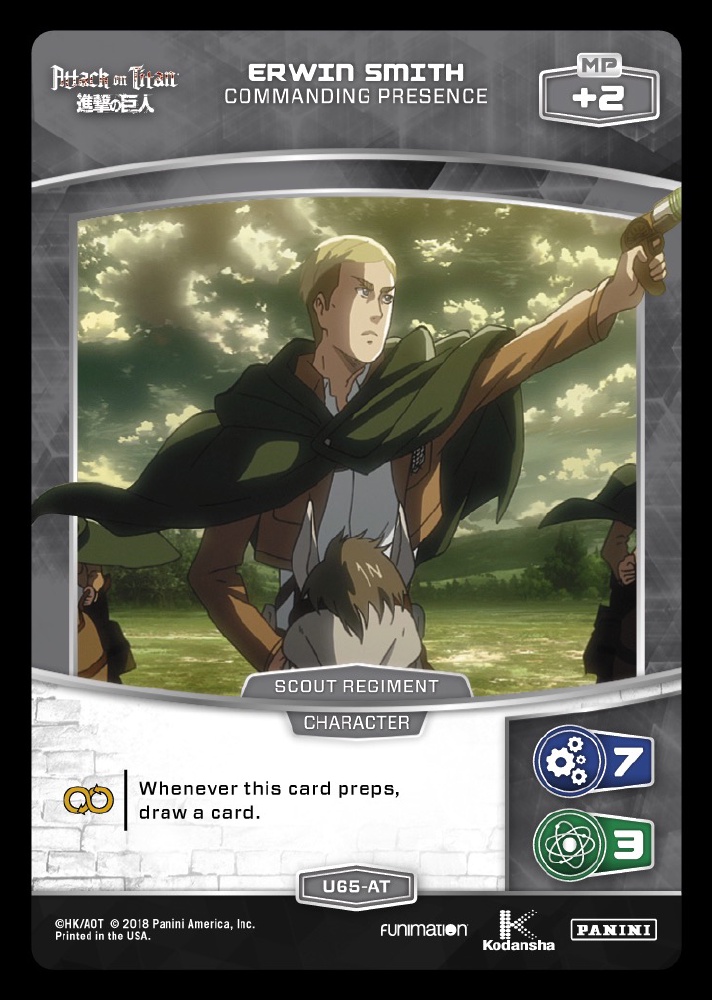 Attack on Titan
進撃の巨人
ERWIN SMITH
COMMANDING PRESENCE
MP
+2
SCOUT REGIMENT
CHARACTER
Whenever this card preps,
draw a card.
7
3
U65-AT
©HK/AOT © 2018 Panini America, Inc.
Printed in the USA.
FUNIMATION
K
Kodansha
PANINI